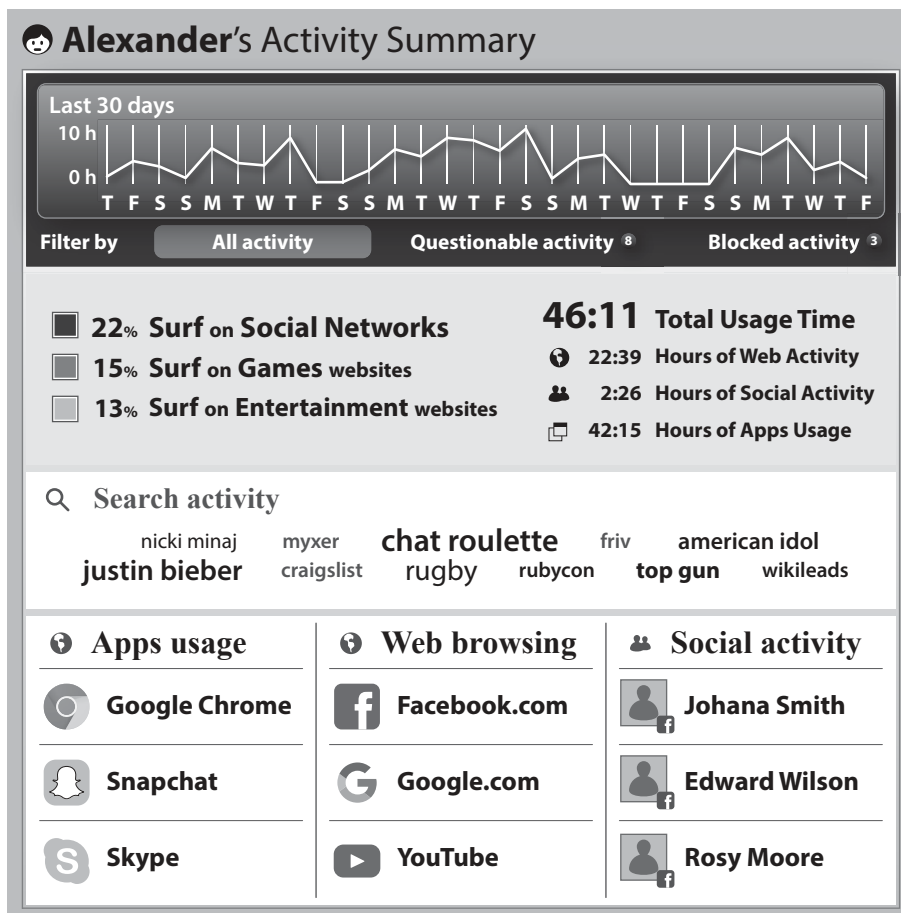 Alexander's Activity Summary
Last 30 days
10 h
0 h
T F S S M T W T F S S M T W T F S S M T W T F S S M T W T F
Filter by All activity Questionable activity 8 Blocked activity 3
22% Surf on Social Networks
15% Surf on Games websites
13% Surf on Entertainment websites
46:11 Total Usage Time
22:39 Hours of Web Activity
2:26 Hours of Social Activity
42:15 Hours of Apps Usage
Search activity
nicki minaj myxer chat roulette friv american idol
justin bieber craigslist rugby rubycon top gun wikileads
Apps usage
Google Chrome
Snapchat
Skype
Web browsing
Facebook.com
Google.com
YouTube
Social activity
Johana Smith
Edward Wilson
Rosy Moore